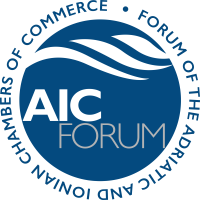 FORUM OF THE ADRIATIC AND IONIAN CHAMBERS OF COMMERCE •
AIC
FORUM